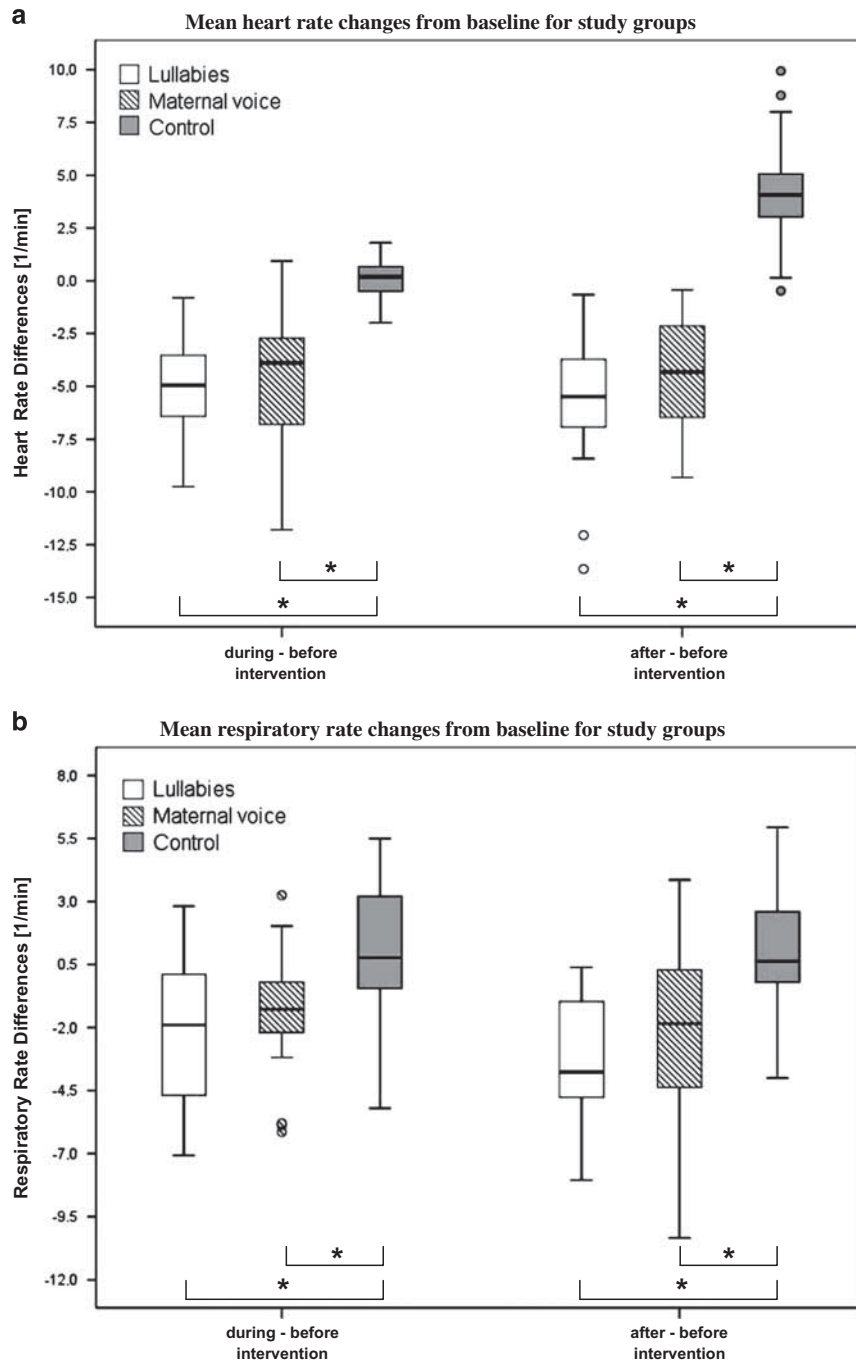 a
Mean heart rate changes from baseline for study groups
Lullabies
Maternal voice
Control
Heart Rate Differences [1/min]
10.0
7.5
5.0
2.5
0.0
-2.5
-5.0
-7.5
-10.0
-12.5
-15.0
*
*
*
*
during - before
intervention
after - before
intervention
b
Mean respiratory rate changes from baseline for study groups
Lullabies
Maternal voice
Control
Respiratory Rate Differences [1/min]
8.0
5.5
3.0
0.5
-2.0
-4.5
-7.0
-9.5
-12.0
*
*
*
*
during - before
intervention
after - before
intervention